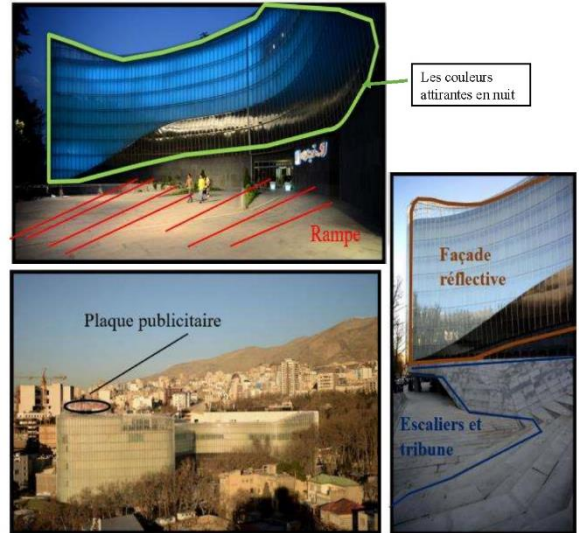 Les couleurs
attirantes en nuit
Rampe
Plaque publicitaire
Façade
réflective
Escaliers et
tribune